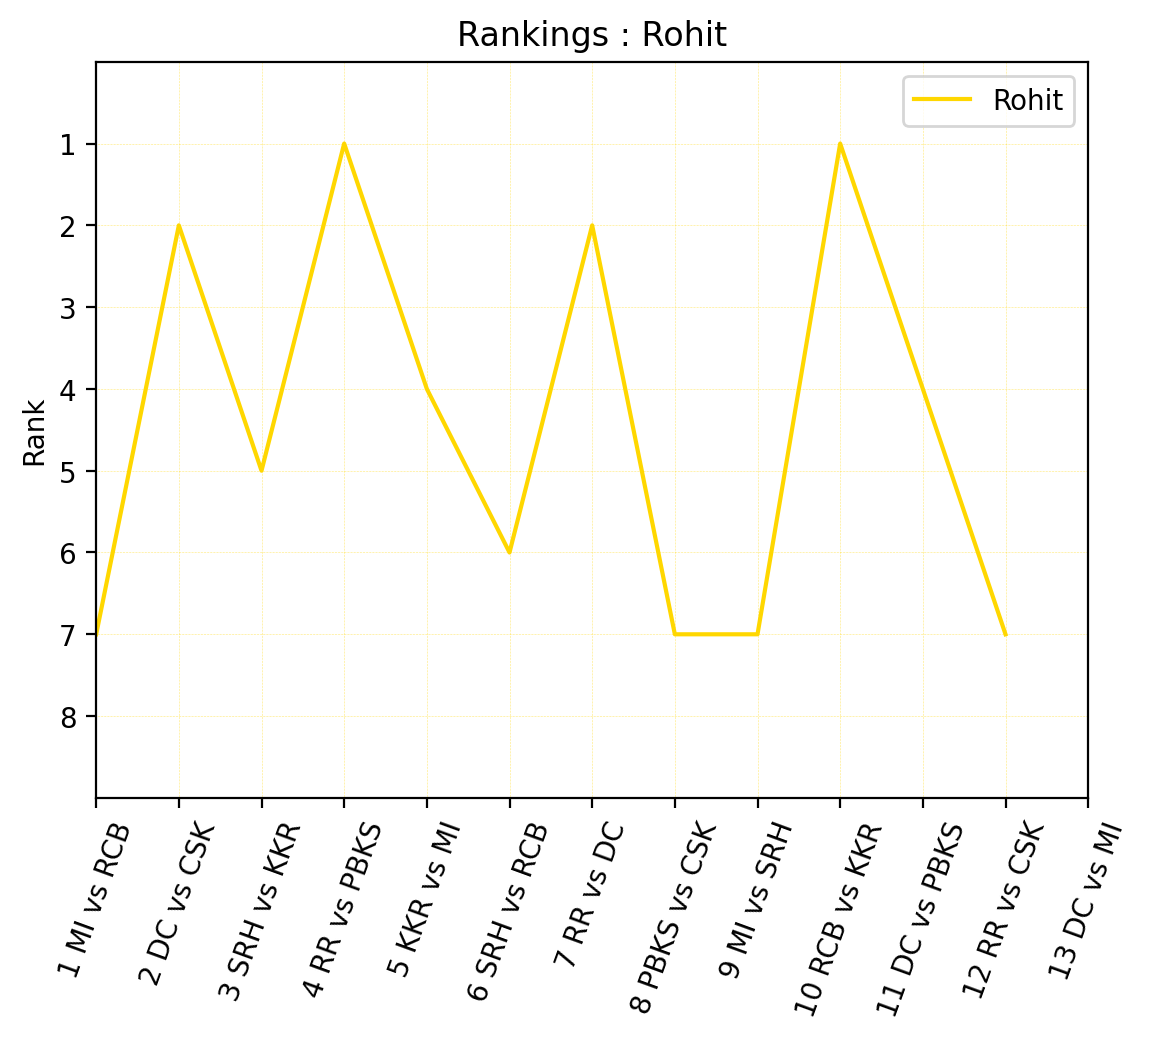 Rankings : Rohit
Rohit
Rank
1
2
3
4
5
6
7
8
1 MI vs RCB
2 DC vs CSK
3 SRH vs KKR
4 RR vs PBKS
5 KKR vs MI
6 SRH vs RCB
7 RR vs DC
8 PBKS vs CSK
9 MI vs SRH
10 RCB vs KKR
11 DC vs PBKS
12 RR vs CSK
13 DC vs MI